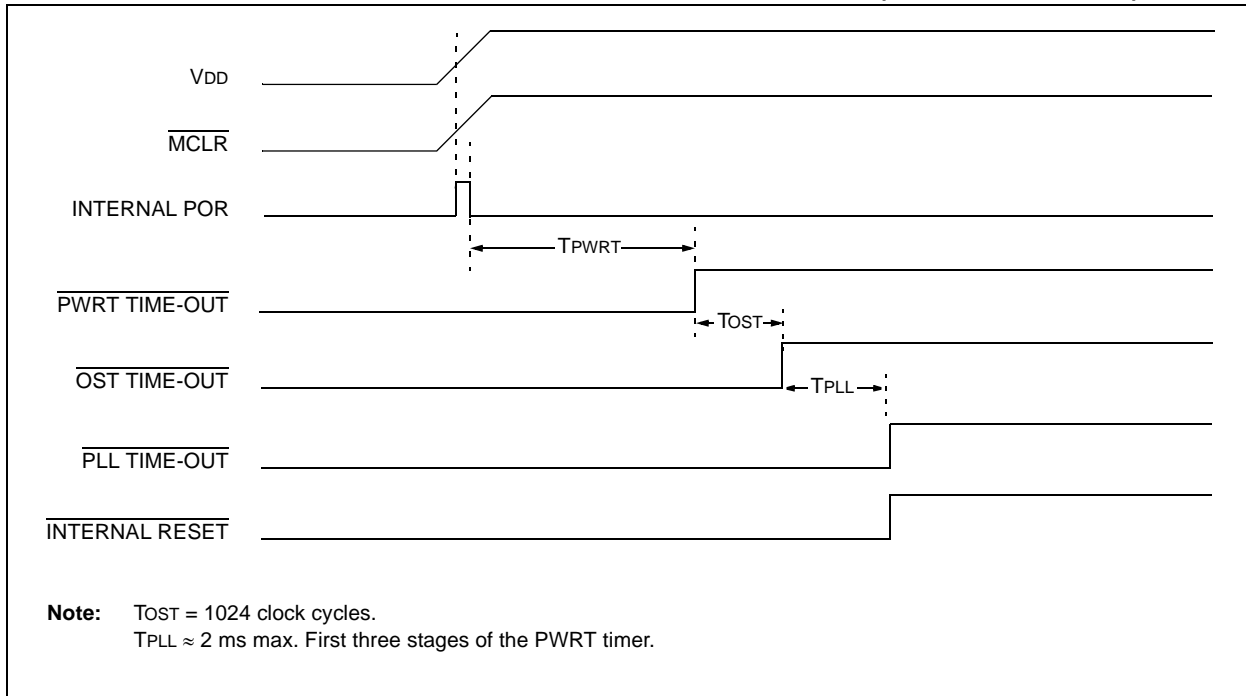 VDD
MCLR
INTERNAL POR
TPWRT
PWRT TIME-OUT
TOST
OST TIME-OUT
TPLL
PLL TIME-OUT
INTERNAL RESET
Note: TOST = 1024 clock cycles.
TPLL ≈ 2 ms max. First three stages of the PWRT timer.